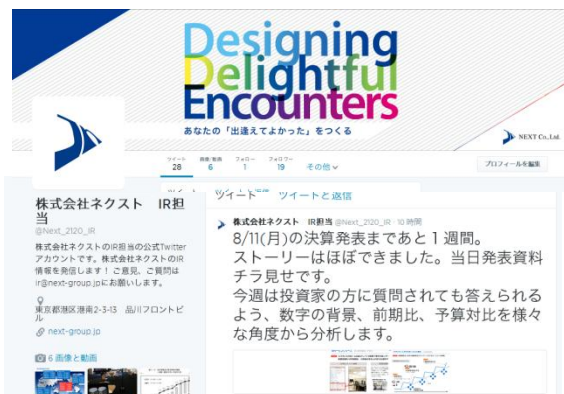 Designing
Delightful
Encounters
あなたの「出逢えてよかった」をつくる
NEXT Co., Ltd.
ツイート 画像/動画 フォロー フォロワー
28 6 1 19 その他
プロフィールを編集
ツイート ツイートと返信
株式会社ネクスト IR担
当
@Next_2120_IR
株式会社ネクストのIR担当の公式Twitter
アカウントです。株式会社ネクストのIR
情報を発信します！ご意見、ご質問は
ir@next-group.jpにお願いします。
東京都港区港南2-3-13 品川フロントビ
ル
next-group.jp
6 画像と動画
株式会社ネクスト IR担当 @Next_2120_IR · 10 時間
8/11(月)の決算発表まであと１週間。
ストーリーはほぼできました。当日発表資料
チラ見せです。
今週は投資家の方に質問されても答えられる
よう、数字の背景、前期比、予算対比を様々
な角度から分析します。